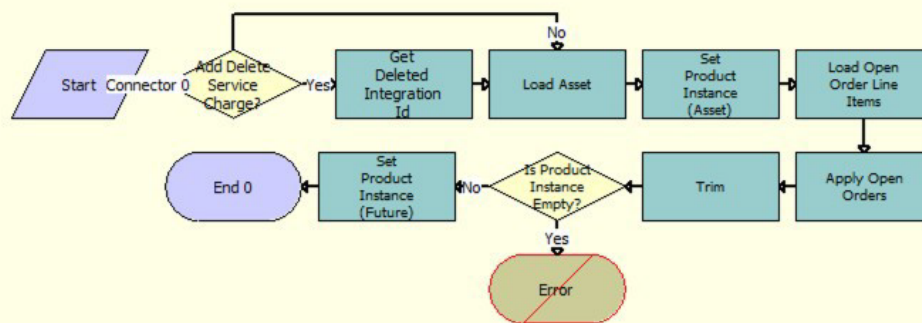 No
Start
Connector 0
Add Delete
Service
Charge?
Yes
Get
Deleted
Integration
Id
Load Asset
Set
Product
Instance
(Asset)
Load Open
Order Line
Items
End 0
Set
Product
Instance
(Future)
No
Is Product
Instance
Empty?
Trim
Apply Open
Orders
Yes
Error